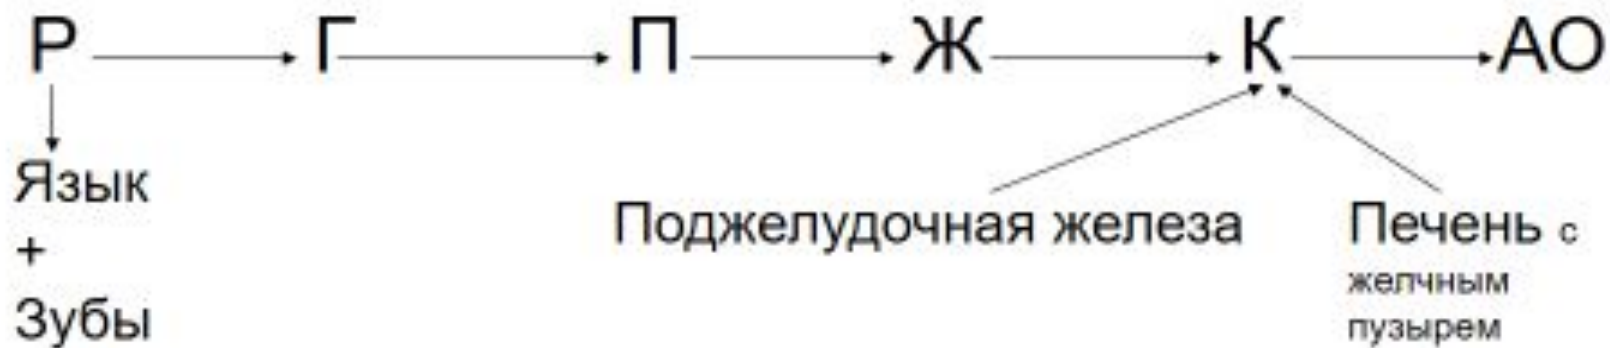 Р Г П Ж К АО
Язык
+
Зубы
Поджелудочная железа
Печень с
желчным
пузырем